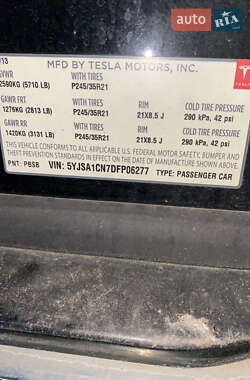 AUTO RIA
/13
MFD BY TESLA MOTORS, INC.
GVWR WITH TIRES
2590KG (5710 LB) P245/35R21
GAWR FRT WITH TIRES RIM COLD TIRE PRESSURE
1276KG (2813 LB) P245/35R21 21X8.5 J 290 kPa, 42 psi
GAWR RR WITH TIRES RIM COLD TIRE PRESSURE
1420KG (3131 LB) P245/35R21 21X8.5 J 290 kPa, 42 psi
THIS VEHICLE CONFORMS TO ALL APPLICABLE U.S. FEDERAL MOTOR VEHICLE
SAFETY, BUMPER, AND THEFT PREVENTION STANDARDS IN EFFECT ON THE DATE
OF MANUFACTURE SHOWN ABOVE.
PNT: PBSB VIN: 5YJSA1CN7DFP06277 TYPE: PASSENGER CAR
TESLA